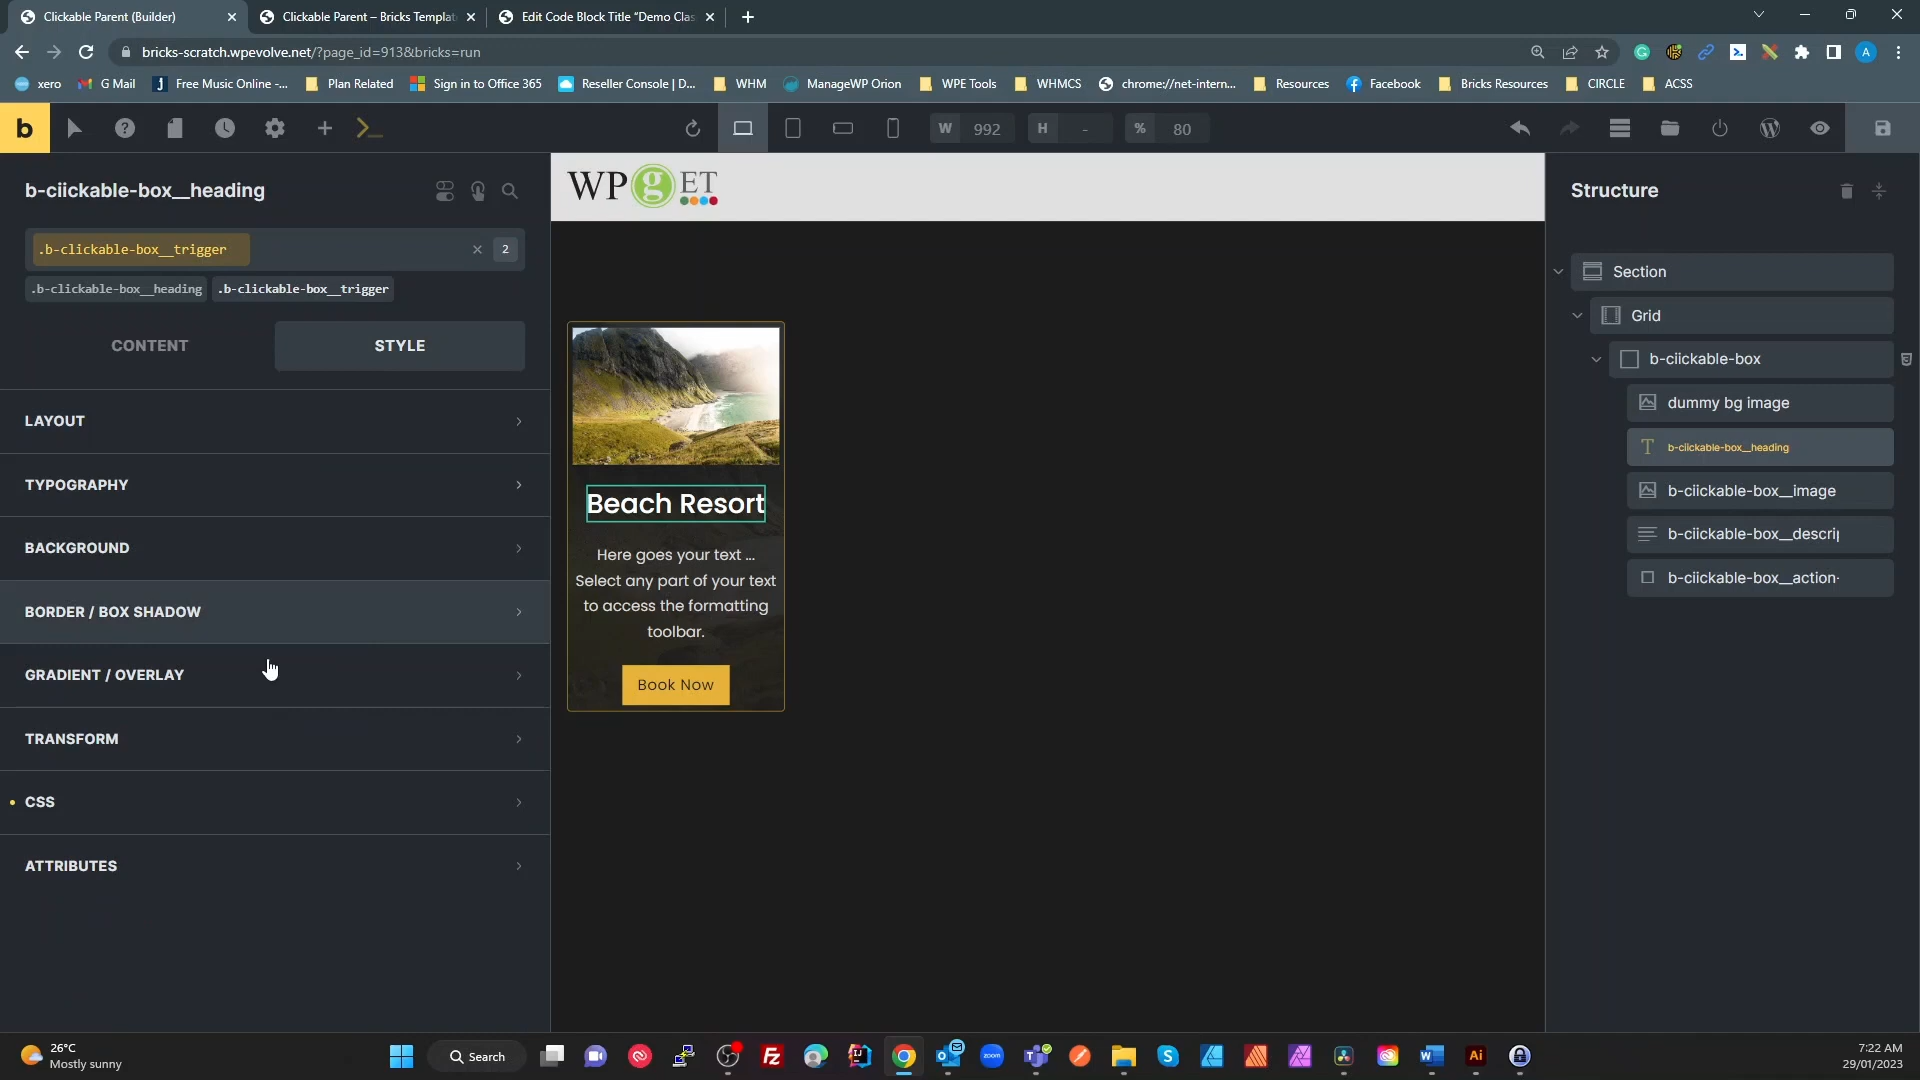 Clickable Parent (Builder)
Clickable Parent – Bricks Templat
Edit Code Block Title "Demo Clas
bricks-scratch.wpevolve.net/?page_id=913&bricks=run
xero
G Mail
Free Music Online -...
Plan Related
Sign in to Office 365
Reseller Console | D...
WHM
ManageWP Orion
WPE Tools
WHMCS
chrome://net-intern...
Resources
Facebook
Bricks Resources
CIRCLE
ACSS
b
W 992
H -
% 80
b-ciickable-box__heading
.b-clickable-box__trigger
2
.b-clickable-box__heading
.b-clickable-box__trigger
CONTENT
STYLE
LAYOUT
TYPOGRAPHY
BACKGROUND
BORDER / BOX SHADOW
GRADIENT / OVERLAY
TRANSFORM
CSS
ATTRIBUTES
WPgET
Beach Resort
Here goes your text ...
Select any part of your text
to access the formatting
toolbar.
Book Now
Structure
Section
Grid
b-ciickable-box
dummy bg image
b-ciickable-box__heading
b-ciickable-box__image
b-ciickable-box__descrip
b-ciickable-box__action-
26°C
Mostly sunny
Search
7:22 AM
29/01/2023